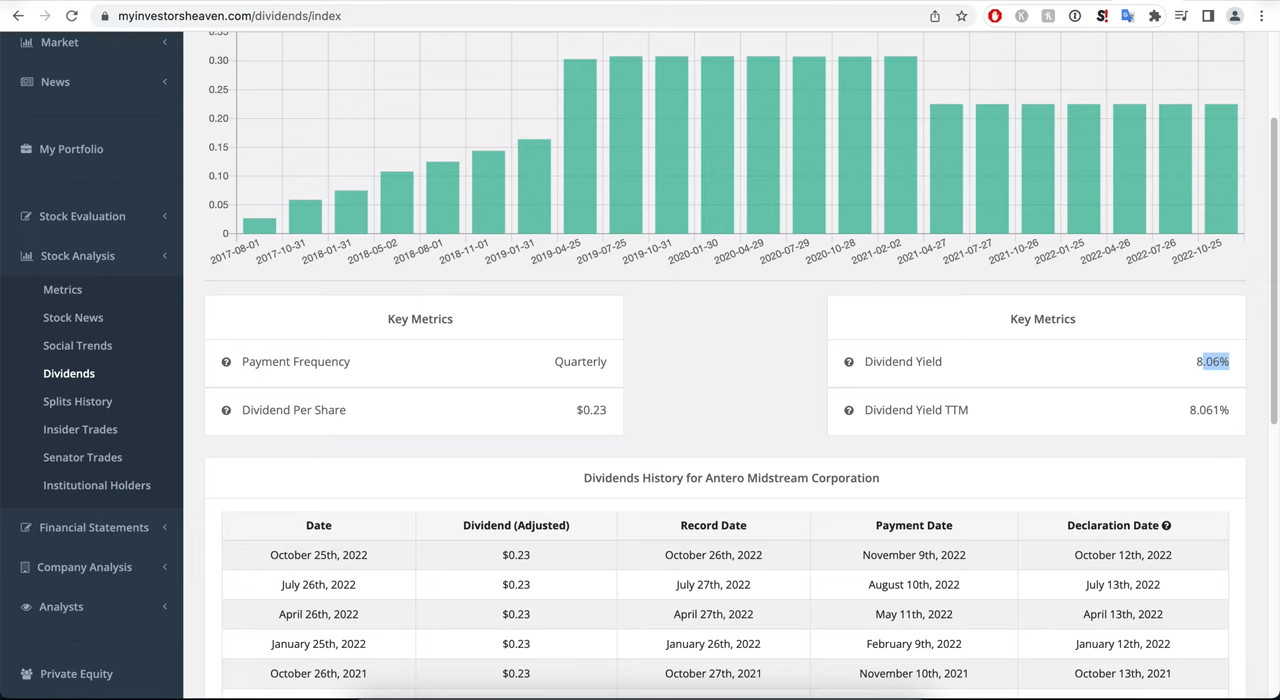 myinvestorsheaven.com/dividends/index
Market
News
My Portfolio
Stock Evaluation
Stock Analysis
Metrics
Stock News
Social Trends
Dividends
Splits History
Insider Trades
Senator Trades
Institutional Holders
Financial Statements
Company Analysis
Analysts
Private Equity
0.35
0.30
0.25
0.20
0.15
0.10
0.05
0
2017-08-01 2017-10-31 2018-01-31 2018-05-02 2018-08-01 2018-11-01 2019-01-31 2019-04-25 2019-07-25 2019-10-31 2020-01-30 2020-04-29 2020-07-29 2020-10-28 2021-02-02 2021-04-27 2021-07-27 2021-10-26 2022-01-25 2022-04-26 2022-07-26 2022-10-25
Key Metrics
Payment Frequency Quarterly
Dividend Per Share $0.23
Key Metrics
Dividend Yield 8.06%
Dividend Yield TTM 8.061%
Dividends History for Antero Midstream Corporation
Date Dividend (Adjusted) Record Date Payment Date Declaration Date
October 25th, 2022 $0.23 October 26th, 2022 November 9th, 2022 October 12th, 2022
July 26th, 2022 $0.23 July 27th, 2022 August 10th, 2022 July 13th, 2022
April 26th, 2022 $0.23 April 27th, 2022 May 11th, 2022 April 13th, 2022
January 25th, 2022 $0.23 January 26th, 2022 February 9th, 2022 January 12th, 2022
October 26th, 2021 $0.23 October 27th, 2021 November 10th, 2021 October 13th, 2021